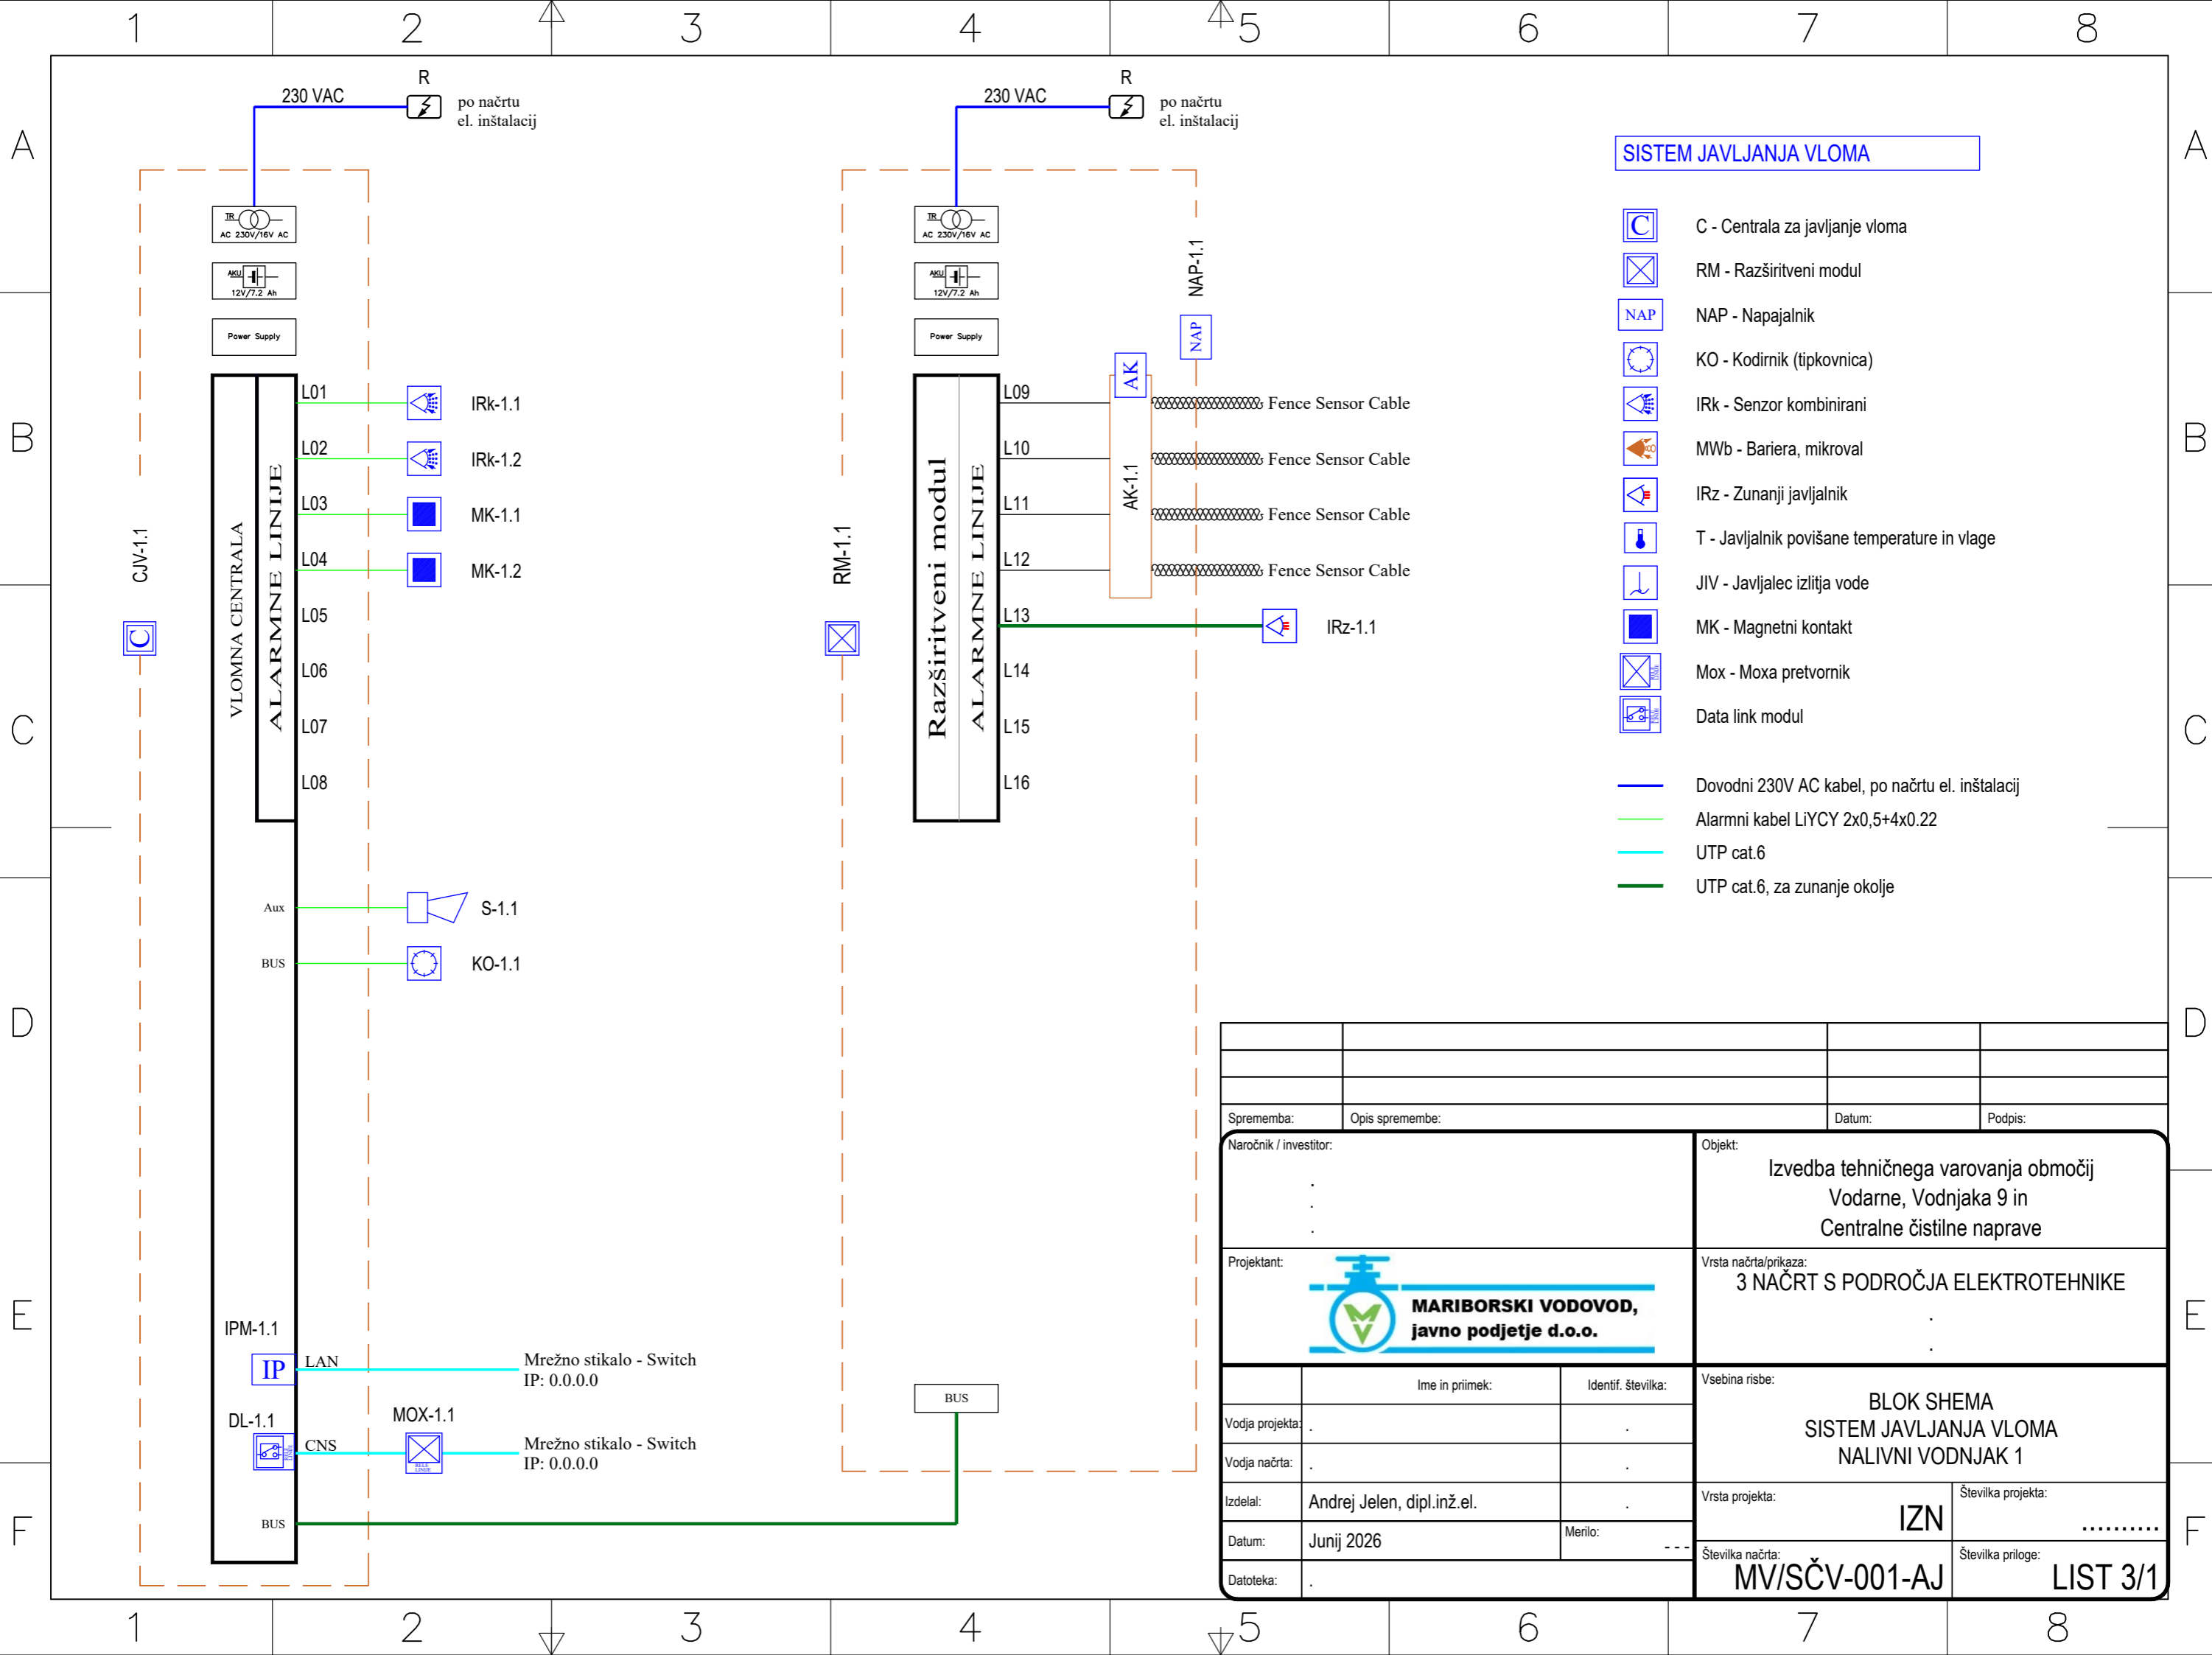 1 2 3 4 5 6 7 8
A
B
C
D
E
F
R
230 VAC
po načrtu
el. inštalacij
TR
AC 230V/16V AC
AKU
12V/7.2 Ah
Power Supply
CJV-1.1
C
VLOMNA CENTRALA
ALARMNE LINIJE
L01
IRk-1.1
L02
IRk-1.2
L03
MK-1.1
L04
MK-1.2
L05
L06
L07
L08
Aux
S-1.1
BUS
KO-1.1
IPM-1.1
IP
LAN
Mrežno stikalo - Switch
IP: 0.0.0.0
DL-1.1
CNS
MOX-1.1
RELE
LINIJE
Mrežno stikalo - Switch
IP: 0.0.0.0
BUS
R
230 VAC
po načrtu
el. inštalacij
TR
AC 230V/16V AC
AKU
12V/7.2 Ah
Power Supply
NAP-1.1
NAP
AK
AK-1.1
RM-1.1
Razširitveni modul
ALARMNE LINIJE
L09
Fence Sensor Cable
L10
Fence Sensor Cable
L11
Fence Sensor Cable
L12
Fence Sensor Cable
L13
IRz-1.1
L14
L15
L16
BUS
SISTEM JAVLJANJA VLOMA
C
C - Centrala za javljanje vloma
RM - Razširitveni modul
NAP
NAP - Napajalnik
KO - Kodirnik (tipkovnica)
IRk - Senzor kombinirani
MWb - Bariera, mikroval
IRz - Zunanji javljalnik
T - Javljalnik povišane temperature in vlage
JIV - Javljalec izlitja vode
MK - Magnetni kontakt
Mox - Moxa pretvornik
Data link modul
Dovodni 230V AC kabel, po načrtu el. inštalacij
Alarmni kabel LiYCY 2x0,5+4x0.22
UTP cat.6
UTP cat.6, za zunanje okolje
Sprememba:
Opis spremembe:
Datum:
Podpis:
Naročnik / investitor:
.
.
.
Objekt:
Izvedba tehničnega varovanja območij
Vodarne, Vodnjaka 9 in
Centralne čistilne naprave
Projektant:
MARIBORSKI VODOVOD,
javno podjetje d.o.o.
Vrsta načrta/prikaza:
3 NAČRT S PODROČJA ELEKTROTEHNIKE
.
.
Ime in priimek:
Identif. številka:
Vodja projekta: . .
Vodja načrta: . .
Izdelal: Andrej Jelen, dipl.inž.el. .
Datum: Junij 2026
Merilo: ---
Datoteka: .
Vsebina risbe:
BLOK SHEMA
SISTEM JAVLJANJA VLOMA
NALIVNI VODNJAK 1
Vrsta projekta:
IZN
Številka projekta:
..........
Številka načrta:
MV/SČV-001-AJ
Številka priloge:
LIST 3/1
A
B
C
D
E
F
1 2 3 4 5 6 7 8